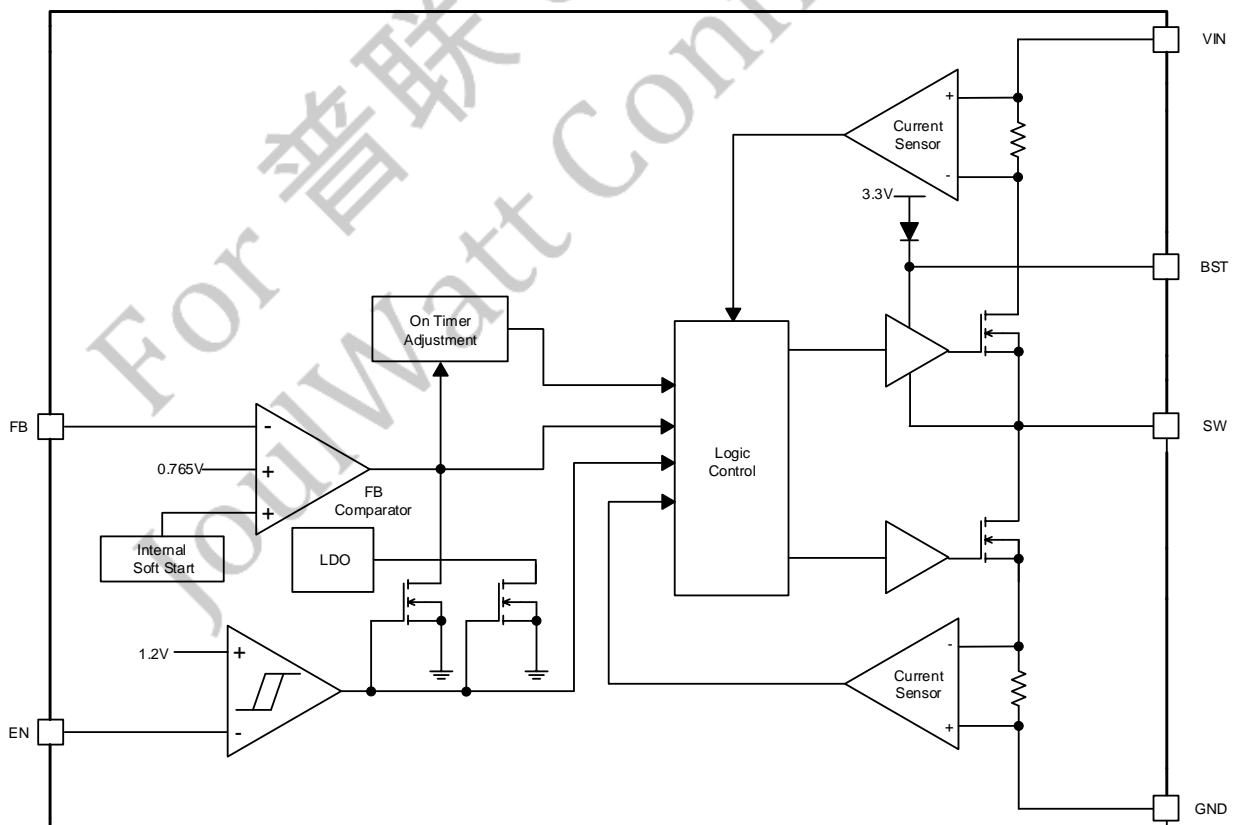 VIN
+
Current
Sensor
-
3.3V
BST
On Timer
Adjustment
FB
-
0.765V
+
+
FB
Comparator
Logic
Control
SW
Internal
Soft Start
LDO
1.2V
+
-
EN
-
Current
Sensor
+
GND
For 普联
JoulWatt Conf